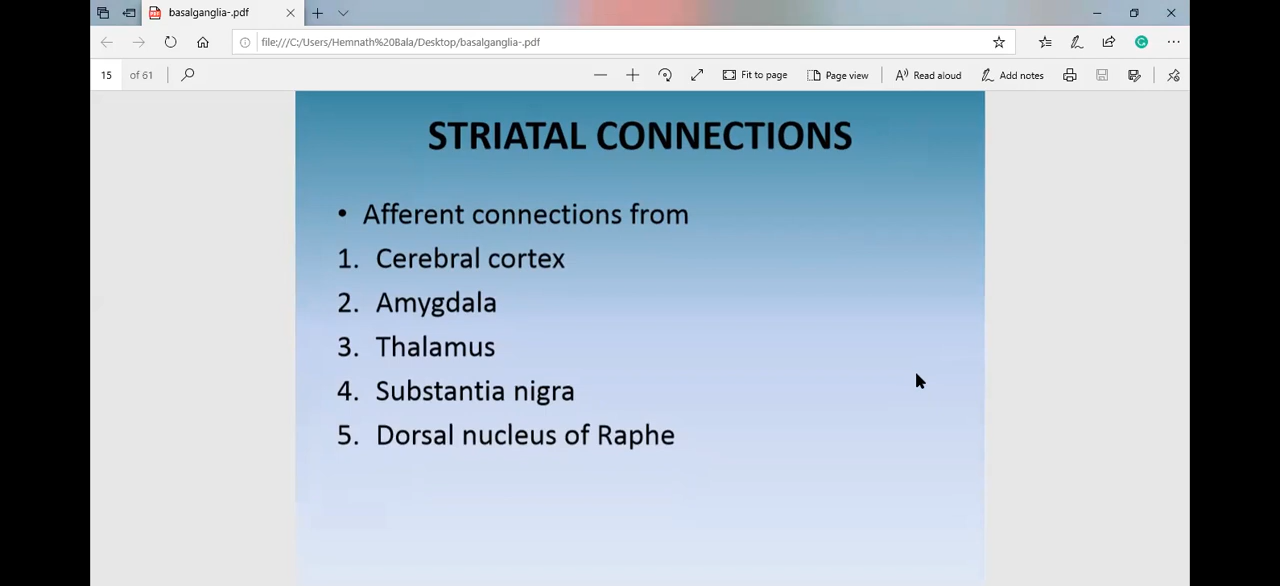 basalganglia-.pdf
file:///C:/Users/Hemnath%20Bala/Desktop/basalganglia-.pdf
15 of 61 Fit to page Page view Read aloud Add notes
STRIATAL CONNECTIONS
• Afferent connections from
1. Cerebral cortex
2. Amygdala
3. Thalamus
4. Substantia nigra
5. Dorsal nucleus of Raphe